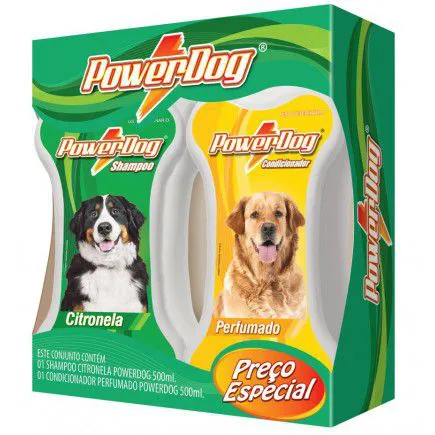 PowerDog®
PowerDog
Shampoo
Citronela
PowerDog
Condicionador
Perfumado
ESTE CONJUNTO CONTÉM
01 SHAMPOO CITRONELA POWERDOG 500ml.
01 CONDICIONADOR PERFUMADO POWERDOG 500ml.
Preço
Especial